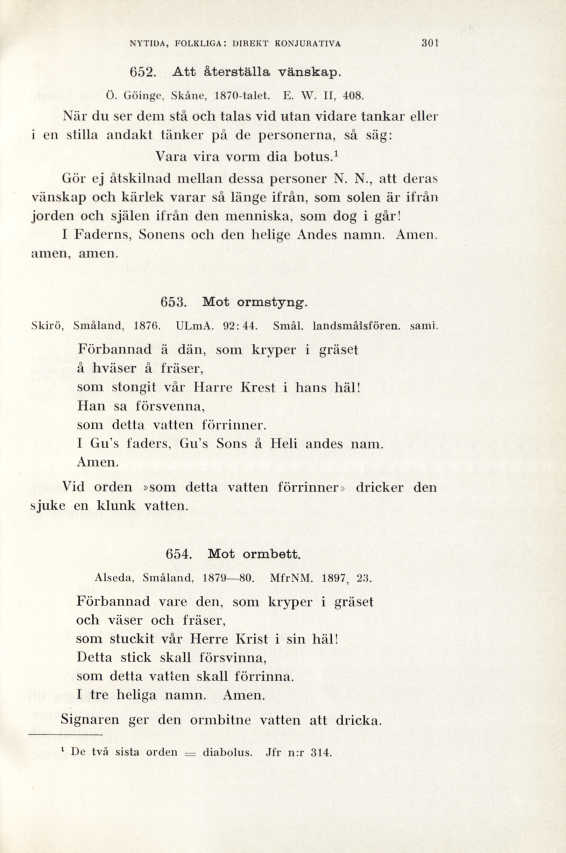 NYTIDA, FOLKLIGA: DIREKT KONJURATIVA 301
652. Att återställa vänskap.
Ö. Göinge, Skåne, 1870-talet. E. W. II, 408.
När du ser dem stå och talas vid utan vidare tankar eller
i en stilla andakt tänker på de personerna, så säg:
Vara vira vorm dia botus.¹
Gör ej åtskilnad mellan dessa personer N. N., att deras
vänskap och kärlek varar så länge ifrån, som solen är ifrån
jorden och själen ifrån den menniska, som dog i går!
I Faderns, Sonens och den helige Andes namn. Amen,
amen, amen.
653. Mot ormstyng.
Skirö, Småland, 1876. ULmA. 92:44. Smål. landsmålsfören. saml.
Förbannad ä dän, som kryper i gräset
å hväser å fräser,
som stongit vår Harre Krest i hans häl!
Han sa försvenna,
som detta vatten förrinner.
I Gu's faders, Gu's Sons å Heli andes nam.
Amen.
Vid orden »som detta vatten förrinner» dricker den
sjuke en klunk vatten.
654. Mot ormbett.
Alseda, Småland, 1879—80. MfrNM. 1897, 23.
Förbannad vare den, som kryper i gräset
och väser och fräser,
som stuckit vår Herre Krist i sin häl!
Detta stick skall försvinna,
som detta vatten skall förrinna.
I tre heliga namn. Amen.
Signaren ger den ormbitne vatten att dricka.
¹ De två sista orden = diabolus. Jfr n:r 314.